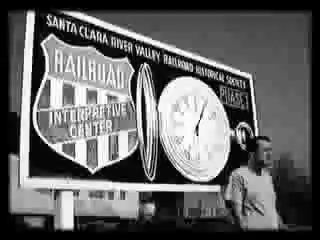 SANTA CLARA RIVER VALLEY RAILROAD HISTORICAL SOCIETY
RAILROAD
INTERPRETIVE
CENTER
PHASE I